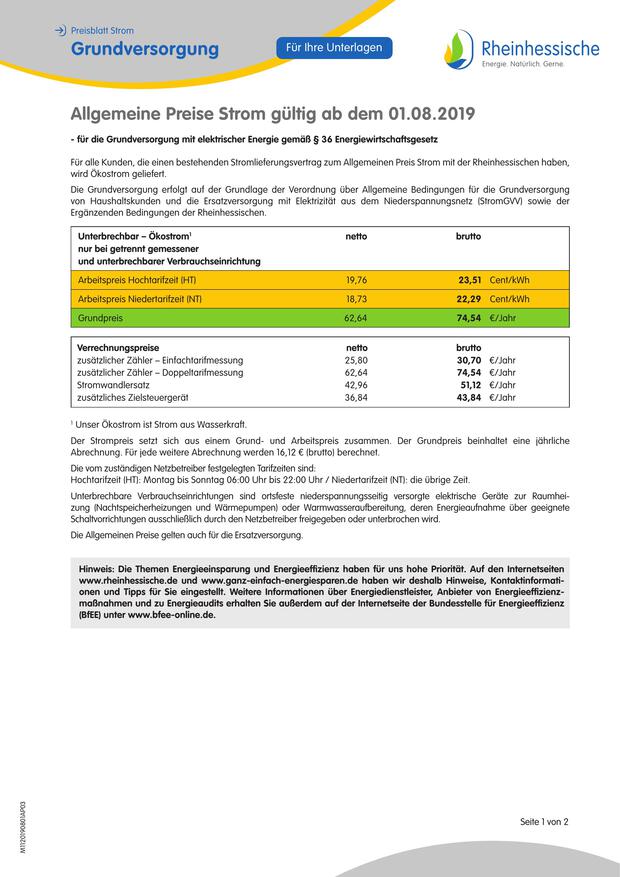 Preisblatt Strom
Grundversorgung
Für Ihre Unterlagen
Rheinhessische
Energie. Natürlich. Gerne.
Allgemeine Preise Strom gültig ab dem 01.08.2019
- für die Grundversorgung mit elektrischer Energie gemäß § 36 Energiewirtschaftsgesetz
Für alle Kunden, die einen bestehenden Stromlieferungsvertrag zum Allgemeinen Preis Strom mit der Rheinhessischen haben,
wird Ökostrom geliefert.
Die Grundversorgung erfolgt auf der Grundlage der Verordnung über Allgemeine Bedingungen für die Grundversorgung
von Haushaltskunden und die Ersatzversorgung mit Elektrizität aus dem Niederspannungsnetz (StromGVV) sowie der
Ergänzenden Bedingungen der Rheinhessischen.
Unterbrechbar – Ökostrom¹ netto brutto
nur bei getrennt gemessener
und unterbrechbarer Verbrauchseinrichtung
Arbeitspreis Hochtarifzeit (HT) 19,76 23,51 Cent/kWh
Arbeitspreis Niedertarifzeit (NT) 18,73 22,29 Cent/kWh
Grundpreis 62,64 74,54 €/Jahr
Verrechnungspreise netto brutto
zusätzlicher Zähler – Einfachtarifmessung 25,80 30,70 €/Jahr
zusätzlicher Zähler – Doppeltarifmessung 62,64 74,54 €/Jahr
Stromwandlersatz 42,96 51,12 €/Jahr
zusätzliches Zielsteuergerät 36,84 43,84 €/Jahr
¹ Unser Ökostrom ist Strom aus Wasserkraft.
Der Strompreis setzt sich aus einem Grund- und Arbeitspreis zusammen. Der Grundpreis beinhaltet eine jährliche
Abrechnung. Für jede weitere Abrechnung werden 16,12 € (brutto) berechnet.
Die vom zuständigen Netzbetreiber festgelegten Tarifzeiten sind:
Hochtarifzeit (HT): Montag bis Sonntag 06:00 Uhr bis 22:00 Uhr / Niedertarifzeit (NT): die übrige Zeit.
Unterbrechbare Verbrauchseinrichtungen sind ortsfeste niederspannungsseitig versorgte elektrische Geräte zur Raumhei-
zung (Nachtspeicherheizungen und Wärmepumpen) oder Warmwasseraufbereitung, deren Energieaufnahme über geeignete
Schaltvorrichtungen ausschließlich durch den Netzbetreiber freigegeben oder unterbrochen wird.
Die Allgemeinen Preise gelten auch für die Ersatzversorgung.
Hinweis: Die Themen Energieeinsparung und Energieeffizienz haben für uns hohe Priorität. Auf den Internetseiten
www.rheinhessische.de und www.ganz-einfach-energiesparen.de haben wir deshalb Hinweise, Kontaktinformati-
onen und Tipps für Sie eingestellt. Weitere Informationen über Energiedienstleister, Anbieter von Energieeffizienz-
maßnahmen und zu Energieaudits erhalten Sie außerdem auf der Internetseite der Bundesstelle für Energieeffizienz
(BfEE) unter www.bfee-online.de.
Seite 1 von 2
M1120190801AP03